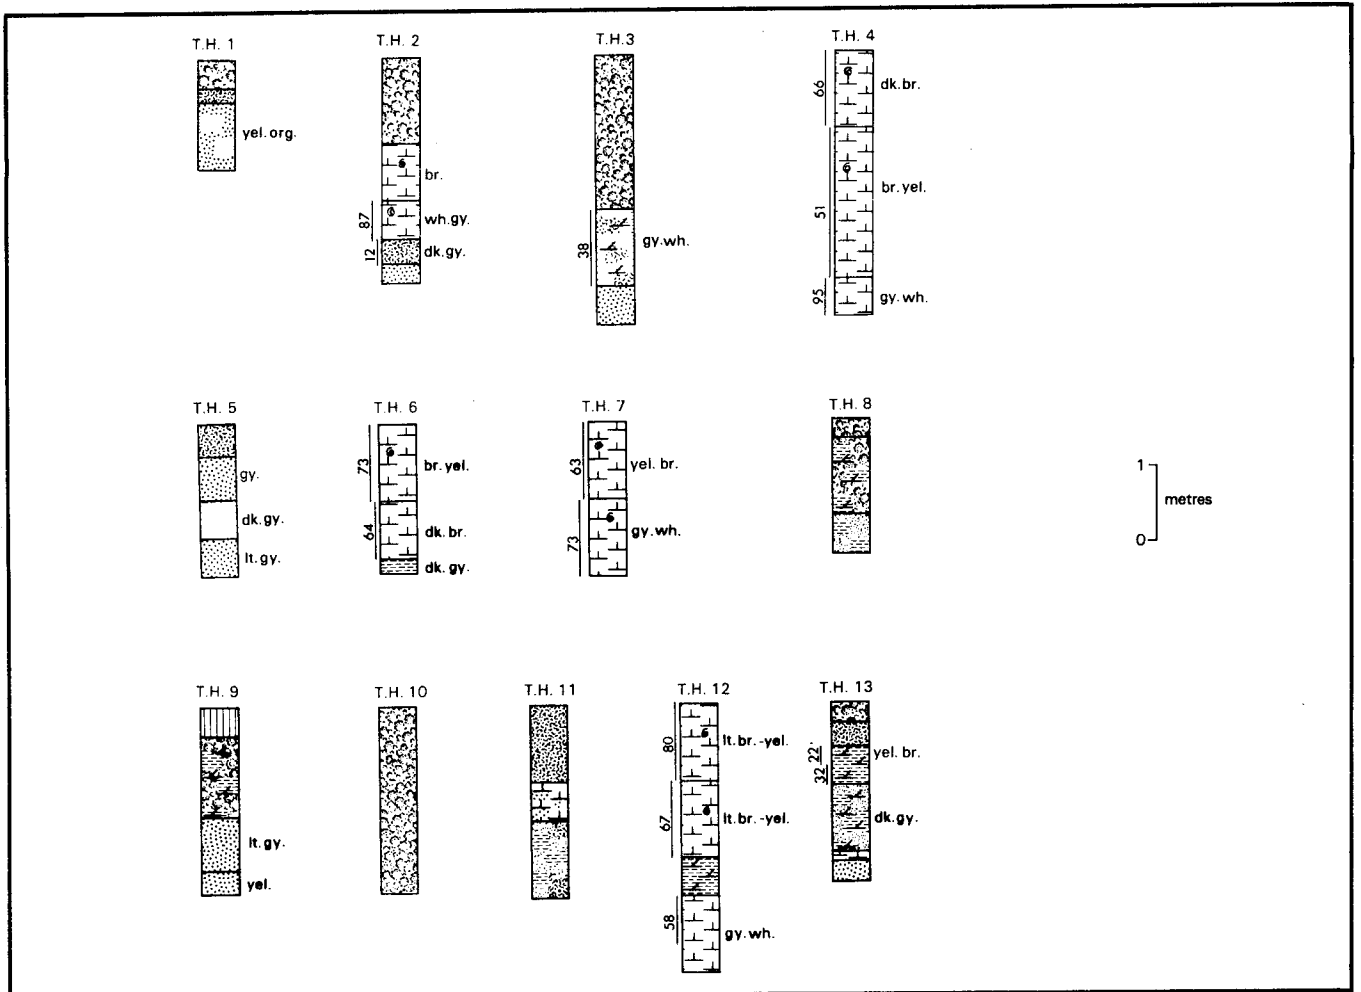 T.H. 1
yel.org.
T.H. 2
br.
87
wh.gy.
12
dk.gy.
T.H.3
38
gy.wh.
T.H. 4
66
dk.br.
51
br.yel.
95
gy.wh.
T.H. 5
gy.
dk.gy.
lt.gy.
T.H. 6
73
br.yel.
64
dk.br.
dk.gy.
T.H. 7
63
yel.br.
73
gy.wh.
T.H. 8
1
metres
0
T.H. 9
lt.gy.
yel.
T.H. 10
T.H. 11
T.H. 12
80
lt.br.-yel.
67
lt.br.-yel.
58
gy.wh.
T.H. 13
22
yel.br.
32
dk.gy.